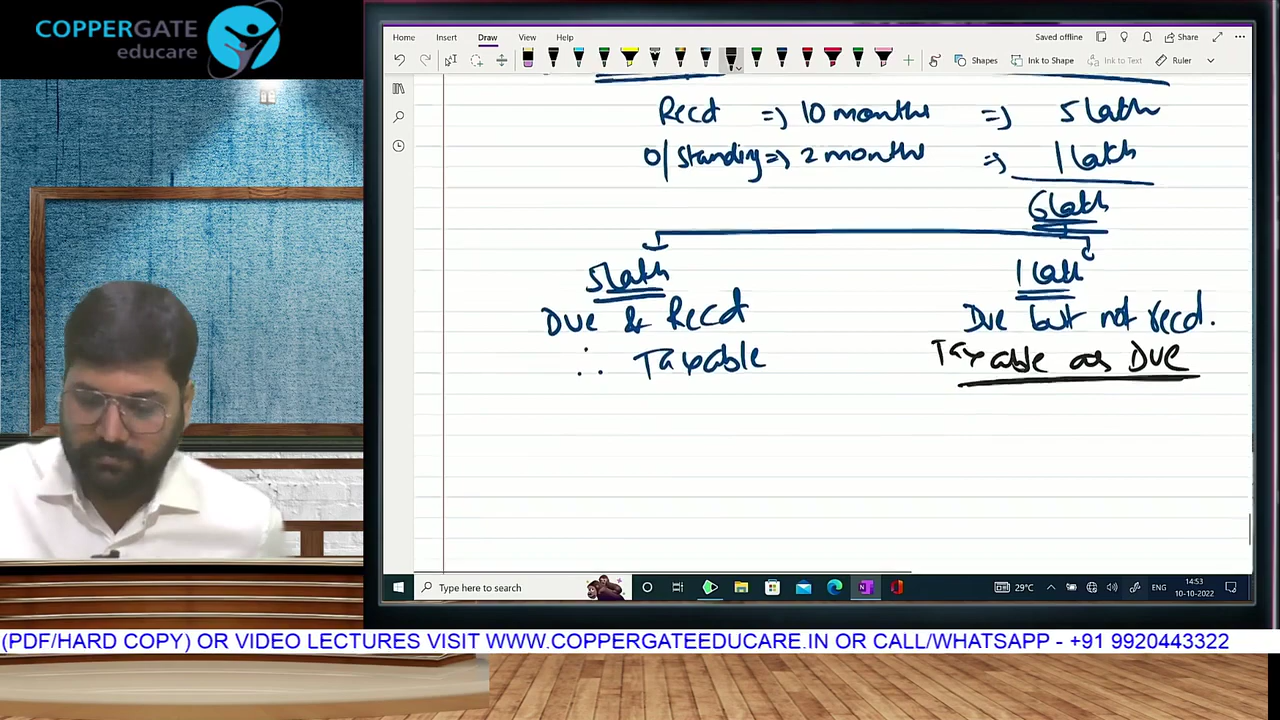 COPPERGATE
educare
Home Insert Draw View Help
Saved offline
Share
Shapes
Ink to Shape
Ink to Text
Ruler
Recd => 10 months => 5 lakh
O/Standing => 2 months => 1 lakh
6 lakh
5 lakh
1 lakh
Due & Recd
Due but not recd.
∴ Taxable
Taxable as Due
Type here to search
29°C
ENG
14:53
10-10-2022
(PDF/HARD COPY) OR VIDEO LECTURES VISIT WWW.COPPERGATEEDUCARE.IN OR CALL/WHATSAPP - +91 9920443322